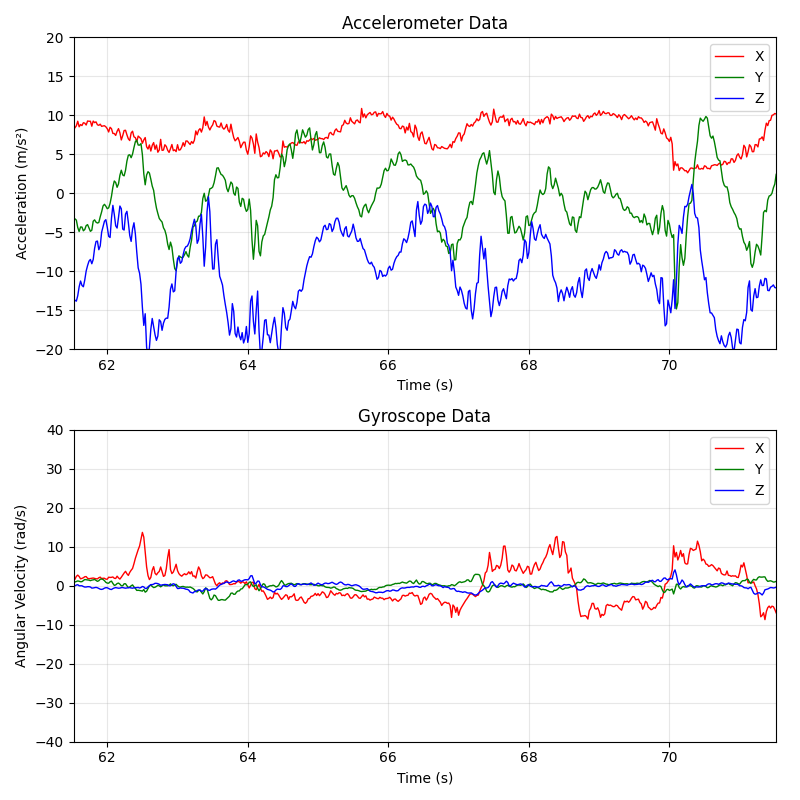 Accelerometer Data
Acceleration (m/s²)
20
15
10
5
0
−5
−10
−15
−20
X
Y
Z
62
64
66
68
70
Time (s)
Gyroscope Data
Angular Velocity (rad/s)
40
30
20
10
0
−10
−20
−30
−40
X
Y
Z
62
64
66
68
70
Time (s)